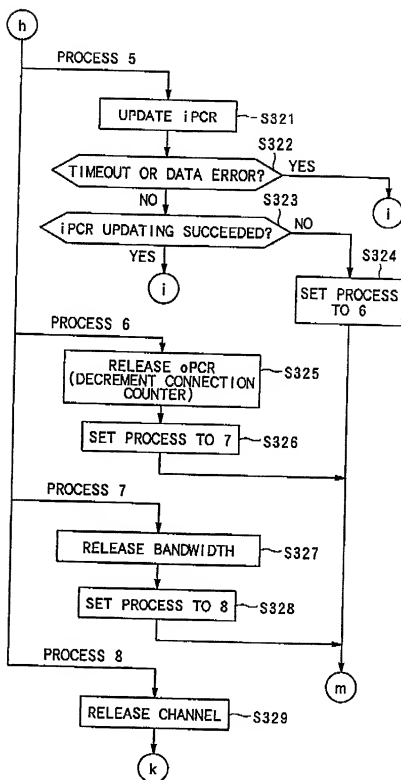 h
PROCESS 5
UPDATE iPCR
S321
S322
TIMEOUT OR DATA ERROR?
YES
NO
i
S323
iPCR UPDATING SUCCEEDED?
NO
YES
i
S324
SET PROCESS
TO 6
PROCESS 6
RELEASE oPCR
(DECREMENT CONNECTION
COUNTER)
S325
SET PROCESS TO 7
S326
PROCESS 7
RELEASE BANDWIDTH
S327
SET PROCESS TO 8
S328
m
PROCESS 8
RELEASE CHANNEL
S329
k